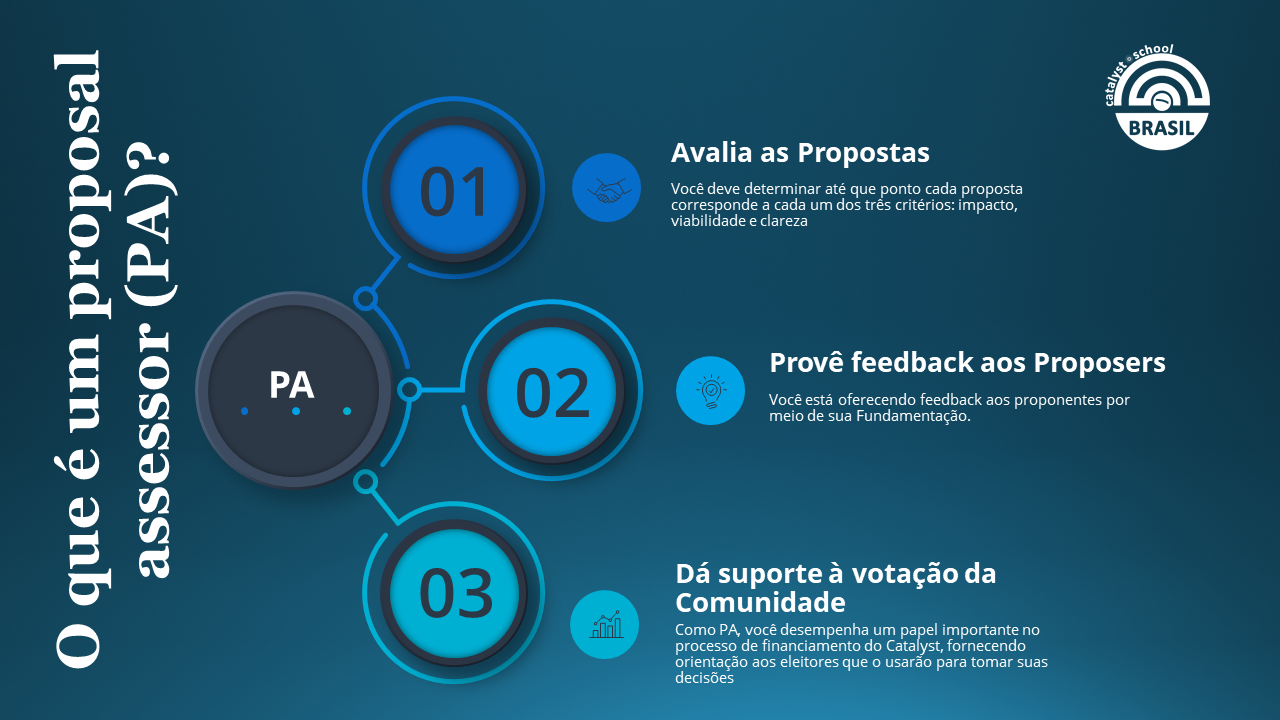 O que é um proposal
assessor (PA)?
catalyst school
BRASIL
PA
01
Avalia as Propostas
Você deve determinar até que ponto cada proposta
corresponde a cada um dos três critérios: impacto,
viabilidade e clareza
02
Provê feedback aos Proposers
Você está oferecendo feedback aos proponentes por
meio de sua Fundamentação.
03
Dá suporte à votação da
Comunidade
Como PA, você desempenha um papel importante no
processo de financiamento do Catalyst, fornecendo
orientação aos eleitores que o usarão para tomar suas
decisões